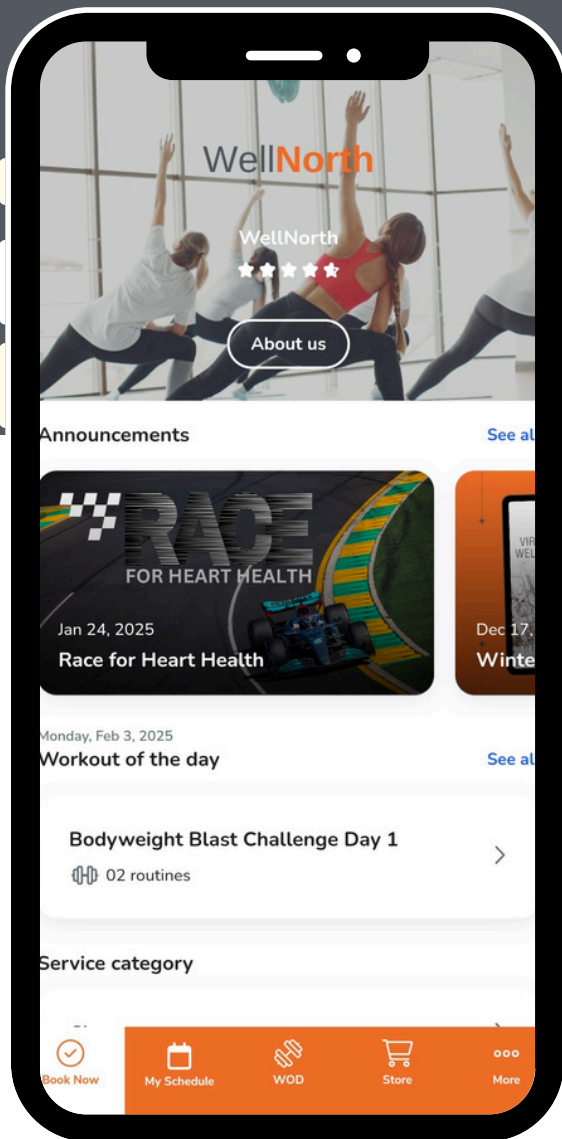 WellNorth
WellNorth
About us
Announcements
See al
RACE
FOR HEART HEALTH
Jan 24, 2025
Race for Heart Health
VIR
WEL
Dec 17,
Winte
Monday, Feb 3, 2025
Workout of the day
See al
Bodyweight Blast Challenge Day 1
02 routines
Service category
Book Now
My Schedule
WOD
Store
More